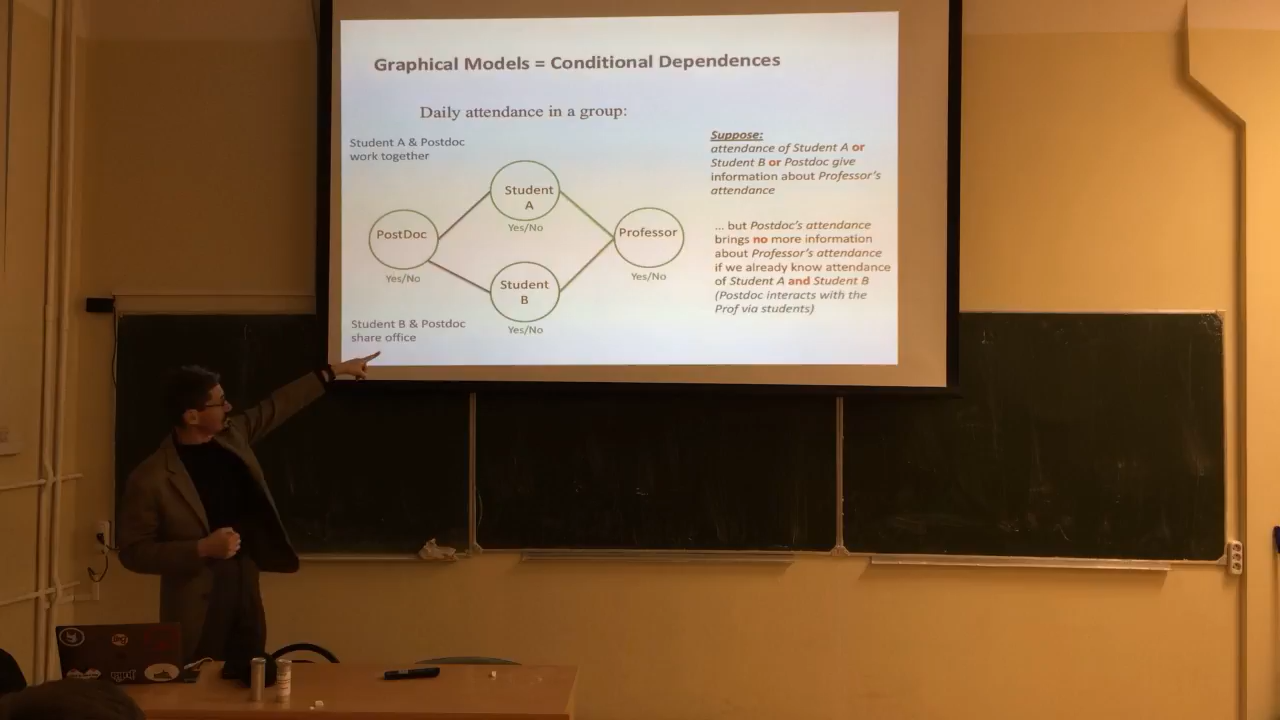 Graphical Models = Conditional Dependences
Daily attendance in a group:
Student A & Postdoc
work together
Student
A
Yes/No
PostDoc
Yes/No
Professor
Yes/No
Student
B
Yes/No
Student B & Postdoc
share office
Suppose:
attendance of Student A or
Student B or Postdoc give
information about Professor's
attendance
... but Postdoc's attendance
brings no more information
about Professor's attendance
if we already know attendance
of Student A and Student B
(Postdoc interacts with the
Prof via students)